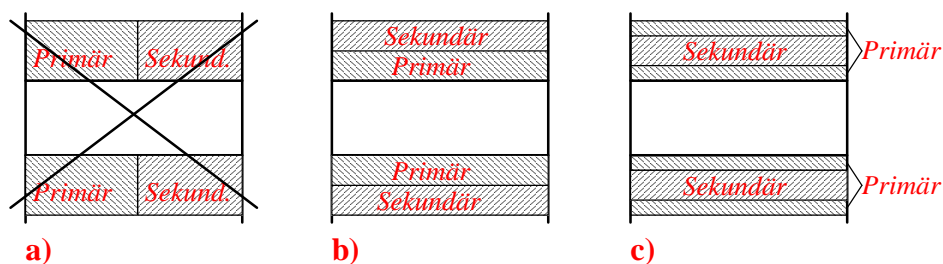 Primär Sekund.
Primär Sekund.
a)
Sekundär
Primär
Primär
Sekundär
b)
Sekundär Primär
Sekundär Primär
c)